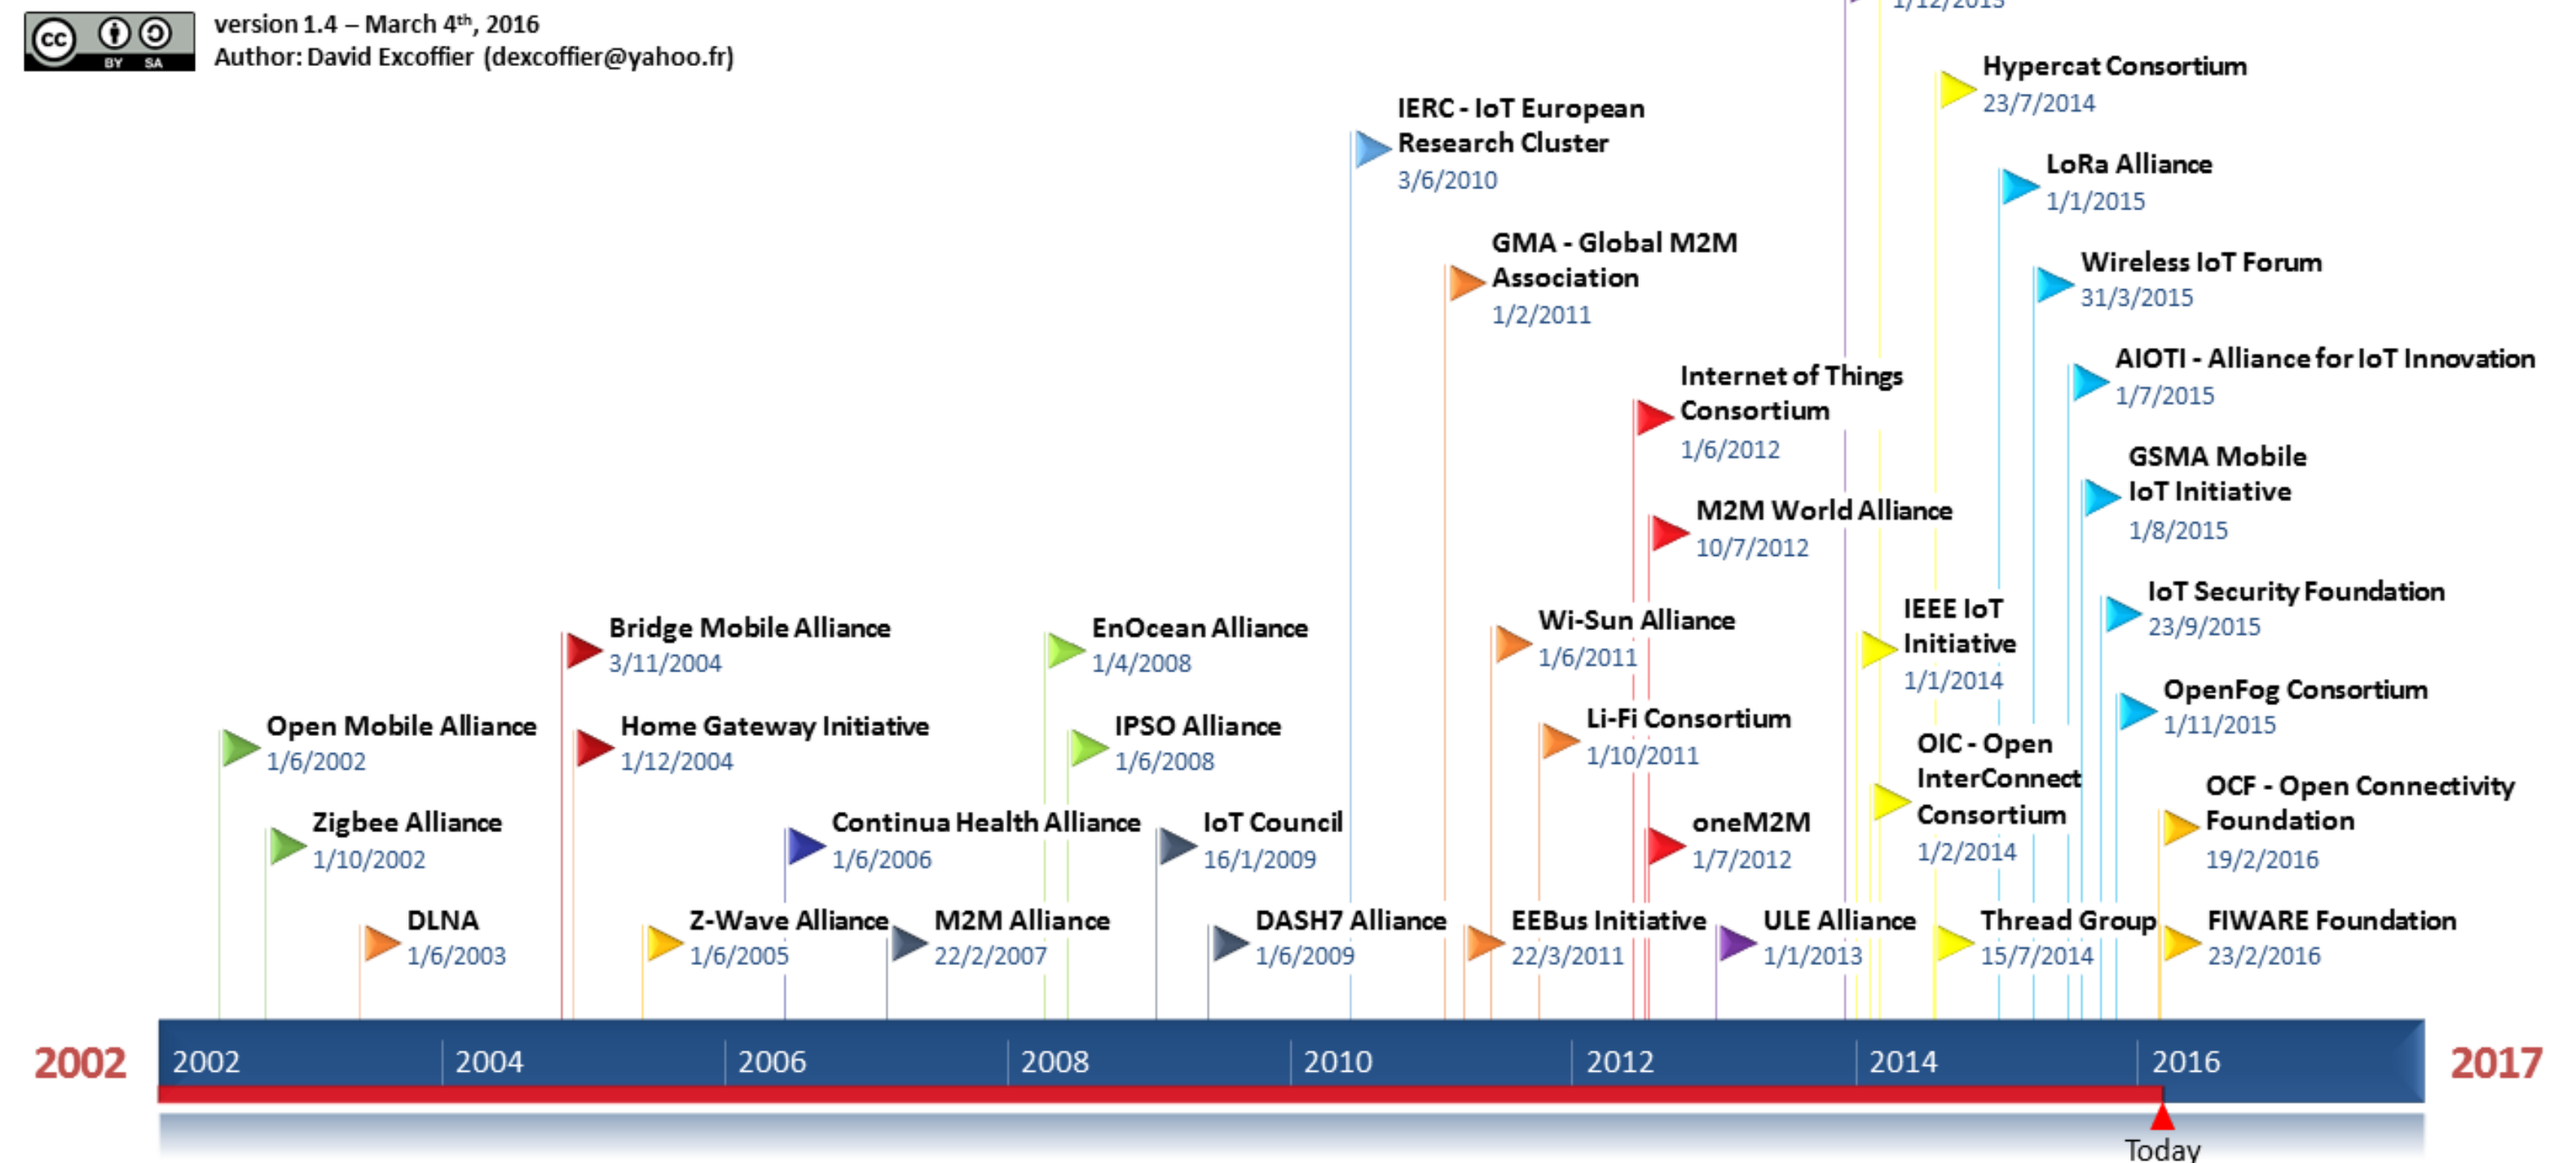 cc
BY SA
version 1.4 – March 4th, 2016
Author: David Excoffier (dexcoffier@yahoo.fr)
1/12/2013
Hypercat Consortium
23/7/2014
IERC - IoT European
Research Cluster
3/6/2010
LoRa Alliance
1/1/2015
GMA - Global M2M
Association
1/2/2011
Wireless IoT Forum
31/3/2015
AIOTI - Alliance for IoT Innovation
1/7/2015
Internet of Things
Consortium
1/6/2012
GSMA Mobile
IoT Initiative
1/8/2015
M2M World Alliance
10/7/2012
IoT Security Foundation
23/9/2015
Bridge Mobile Alliance
3/11/2004
EnOcean Alliance
1/4/2008
Wi-Sun Alliance
1/6/2011
IEEE IoT
Initiative
1/1/2014
OpenFog Consortium
1/11/2015
Open Mobile Alliance
1/6/2002
Home Gateway Initiative
1/12/2004
IPSO Alliance
1/6/2008
Li-Fi Consortium
1/10/2011
OIC - Open
InterConnect
Consortium
1/2/2014
OCF - Open Connectivity
Foundation
19/2/2016
Zigbee Alliance
1/10/2002
Continua Health Alliance
1/6/2006
IoT Council
16/1/2009
oneM2M
1/7/2012
DLNA
1/6/2003
Z-Wave Alliance
1/6/2005
M2M Alliance
22/2/2007
DASH7 Alliance
1/6/2009
EEBus Initiative
22/3/2011
ULE Alliance
1/1/2013
Thread Group
15/7/2014
FIWARE Foundation
23/2/2016
2002
2002 2004 2006 2008 2010 2012 2014 2016
2017
Today